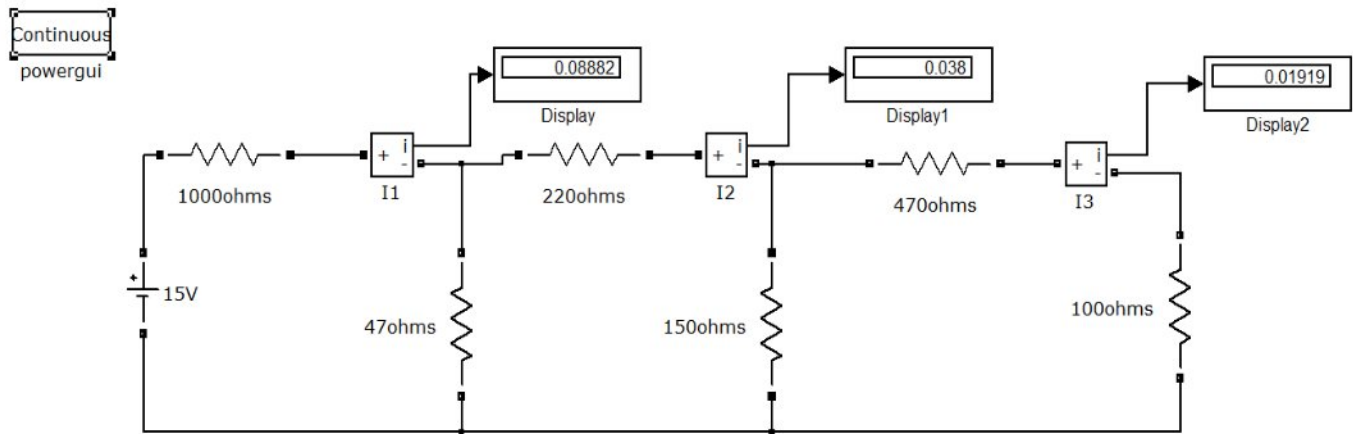 Continuous
powergui
0.08882
Display
0.038
Display1
0.01919
Display2
1000ohms
+ i -
I1
220ohms
+ i -
I2
470ohms
+ i -
I3
+
15V
47ohms
150ohms
100ohms